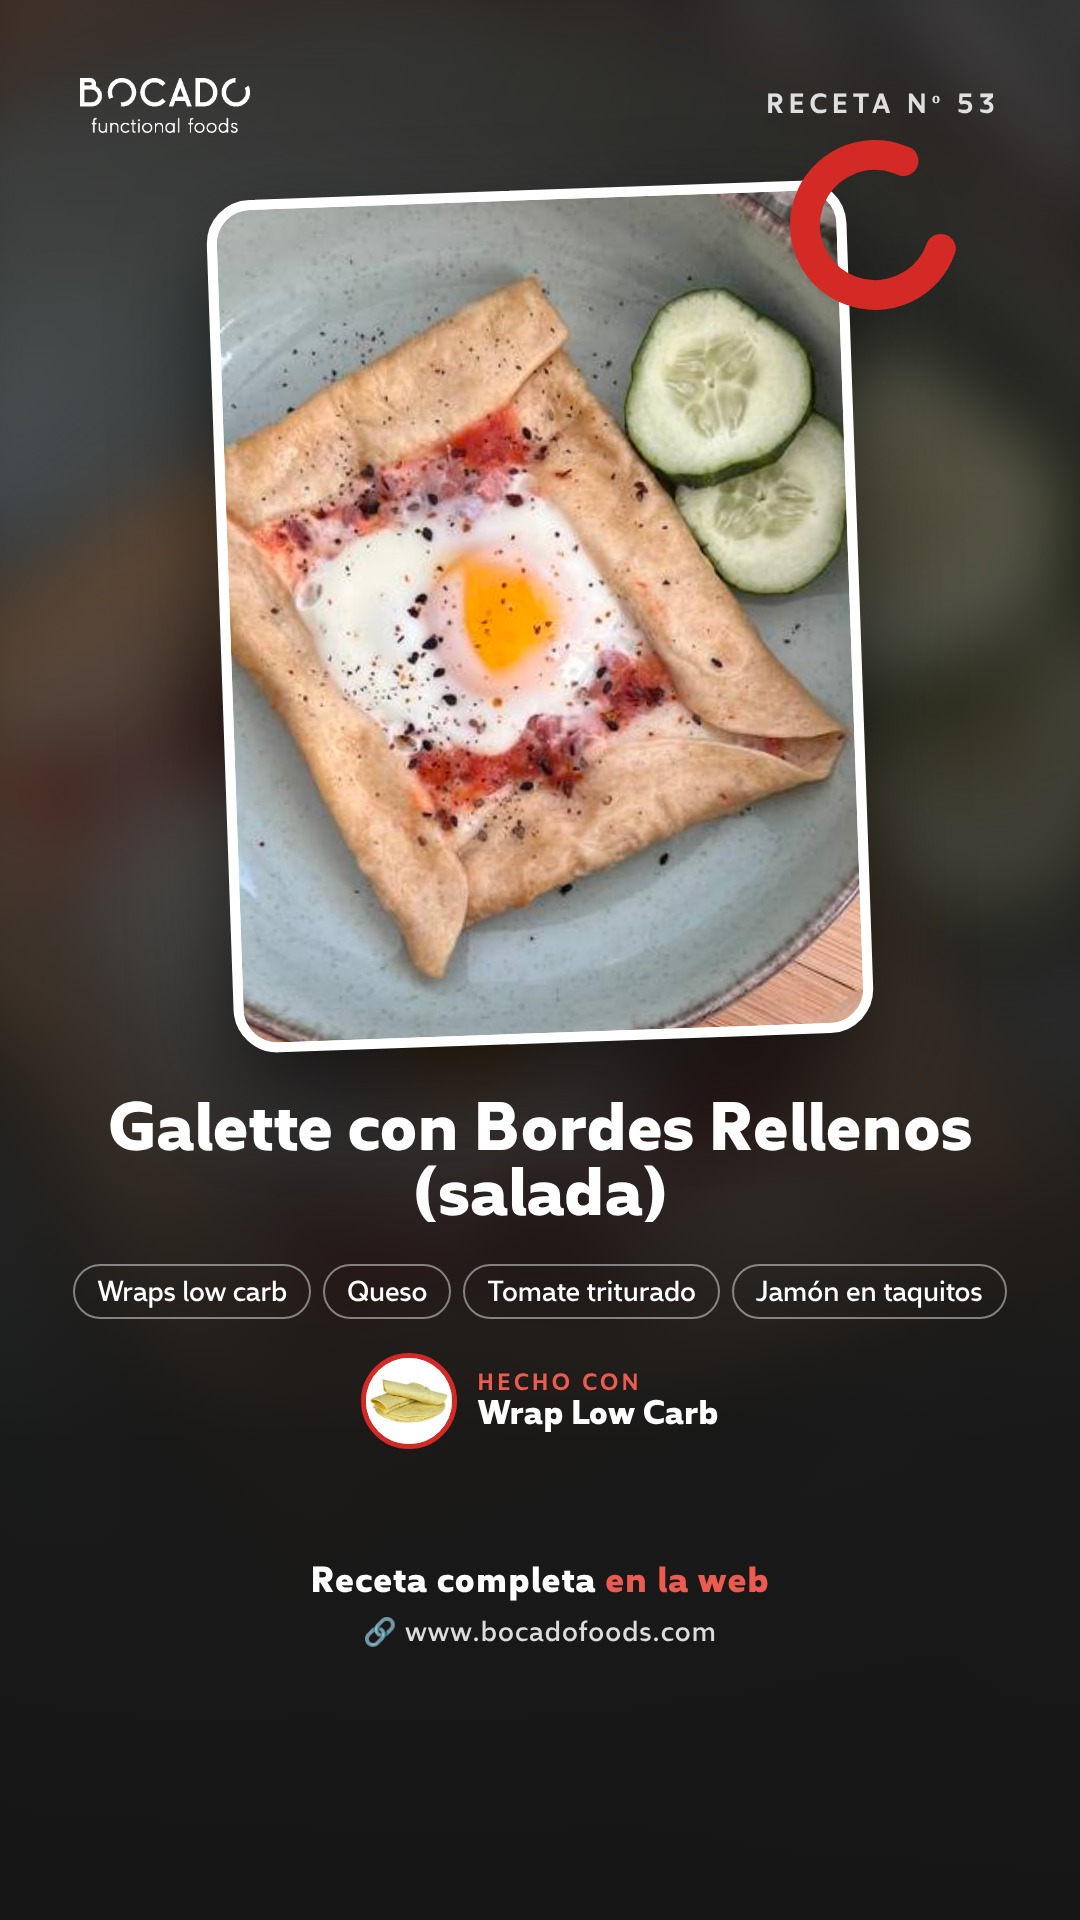 BOCADO
functional foods
RECETA Nº 53
Galette con Bordes Rellenos
(salada)
Wraps low carb
Queso
Tomate triturado
Jamón en taquitos
HECHO CON
Wrap Low Carb
Receta completa en la web
www.bocadofoods.com